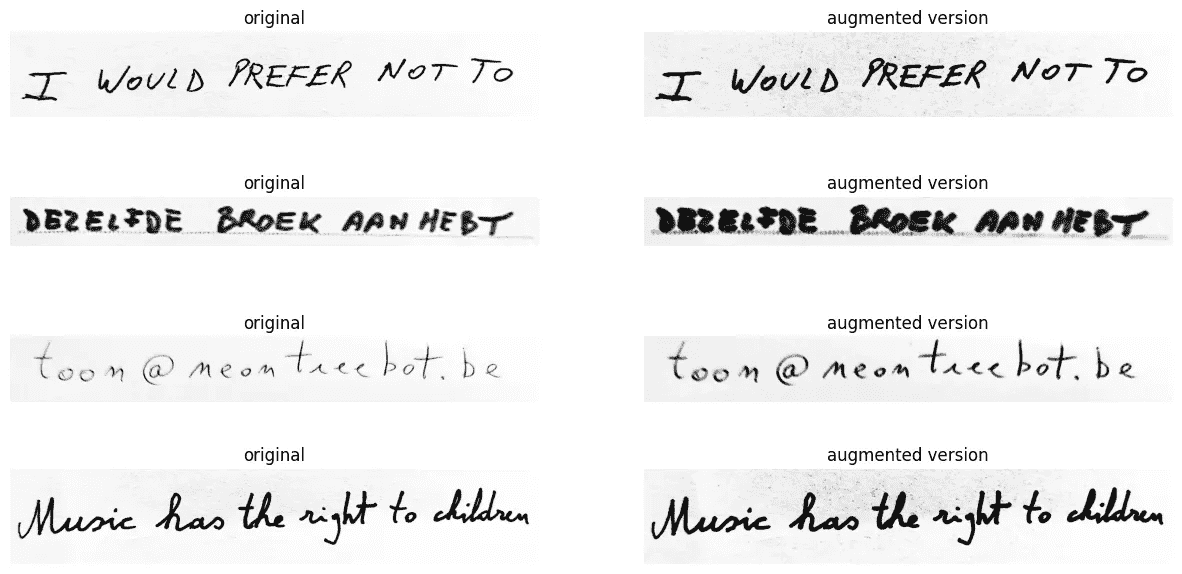 original augmented version
I WOULD PREFER NOT TO I WOULD PREFER NOT TO
original augmented version
DEZELFDE BROEK AAN HEBT DEZELFDE BROEK AAN HEBT
original augmented version
toon@neontreebot.be toon@neontreebot.be
original augmented version
Music has the right to children Music has the right to children